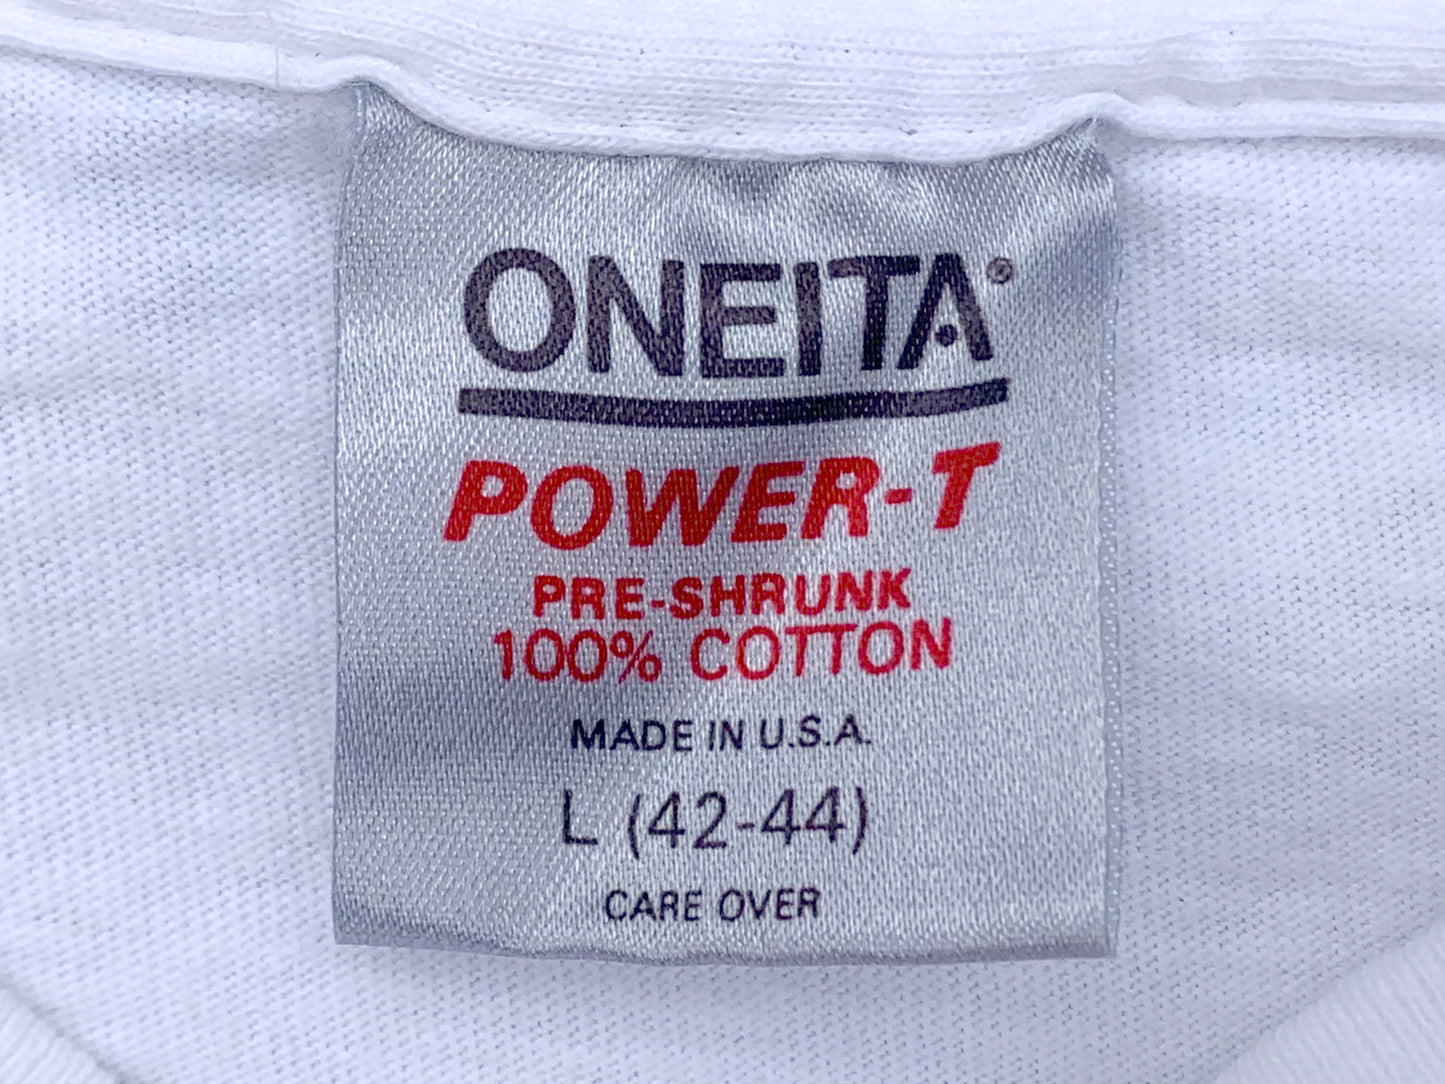 ONEITA®
POWER-T
PRE-SHRUNK
100% COTTON
MADE IN U.S.A.
L (42-44)
CARE OVER